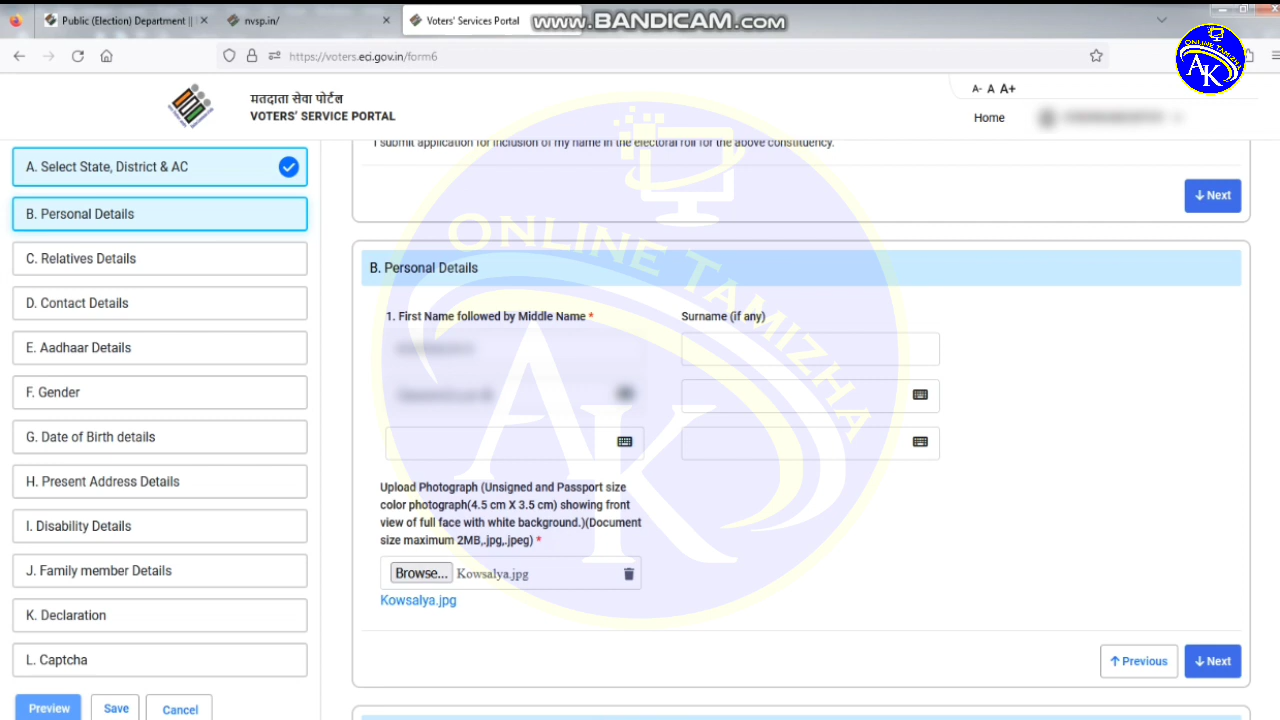 Public (Election) Department ||
nvsp.in/
Voters' Services Portal
www.BANDICAM.com
https://voters.eci.gov.in/form6
ONLINE TAMIZHA
AK
मतदाता सेवा पोर्टल
VOTERS' SERVICE PORTAL
A- A A+
Home
I submit application for inclusion of my name in the electoral roll for the above constituency.
Next
A. Select State, District & AC
B. Personal Details
C. Relatives Details
D. Contact Details
E. Aadhaar Details
F. Gender
G. Date of Birth details
H. Present Address Details
I. Disability Details
J. Family member Details
K. Declaration
L. Captcha
Preview
Save
Cancel
B. Personal Details
1. First Name followed by Middle Name *
Surname (if any)
Upload Photograph (Unsigned and Passport size
color photograph(4.5 cm X 3.5 cm) showing front
view of full face with white background.)(Document
size maximum 2MB,.jpg,.jpeg) *
Browse... Kowsalya.jpg
Kowsalya.jpg
Previous
Next
ONLINE TAMIZHA
AK